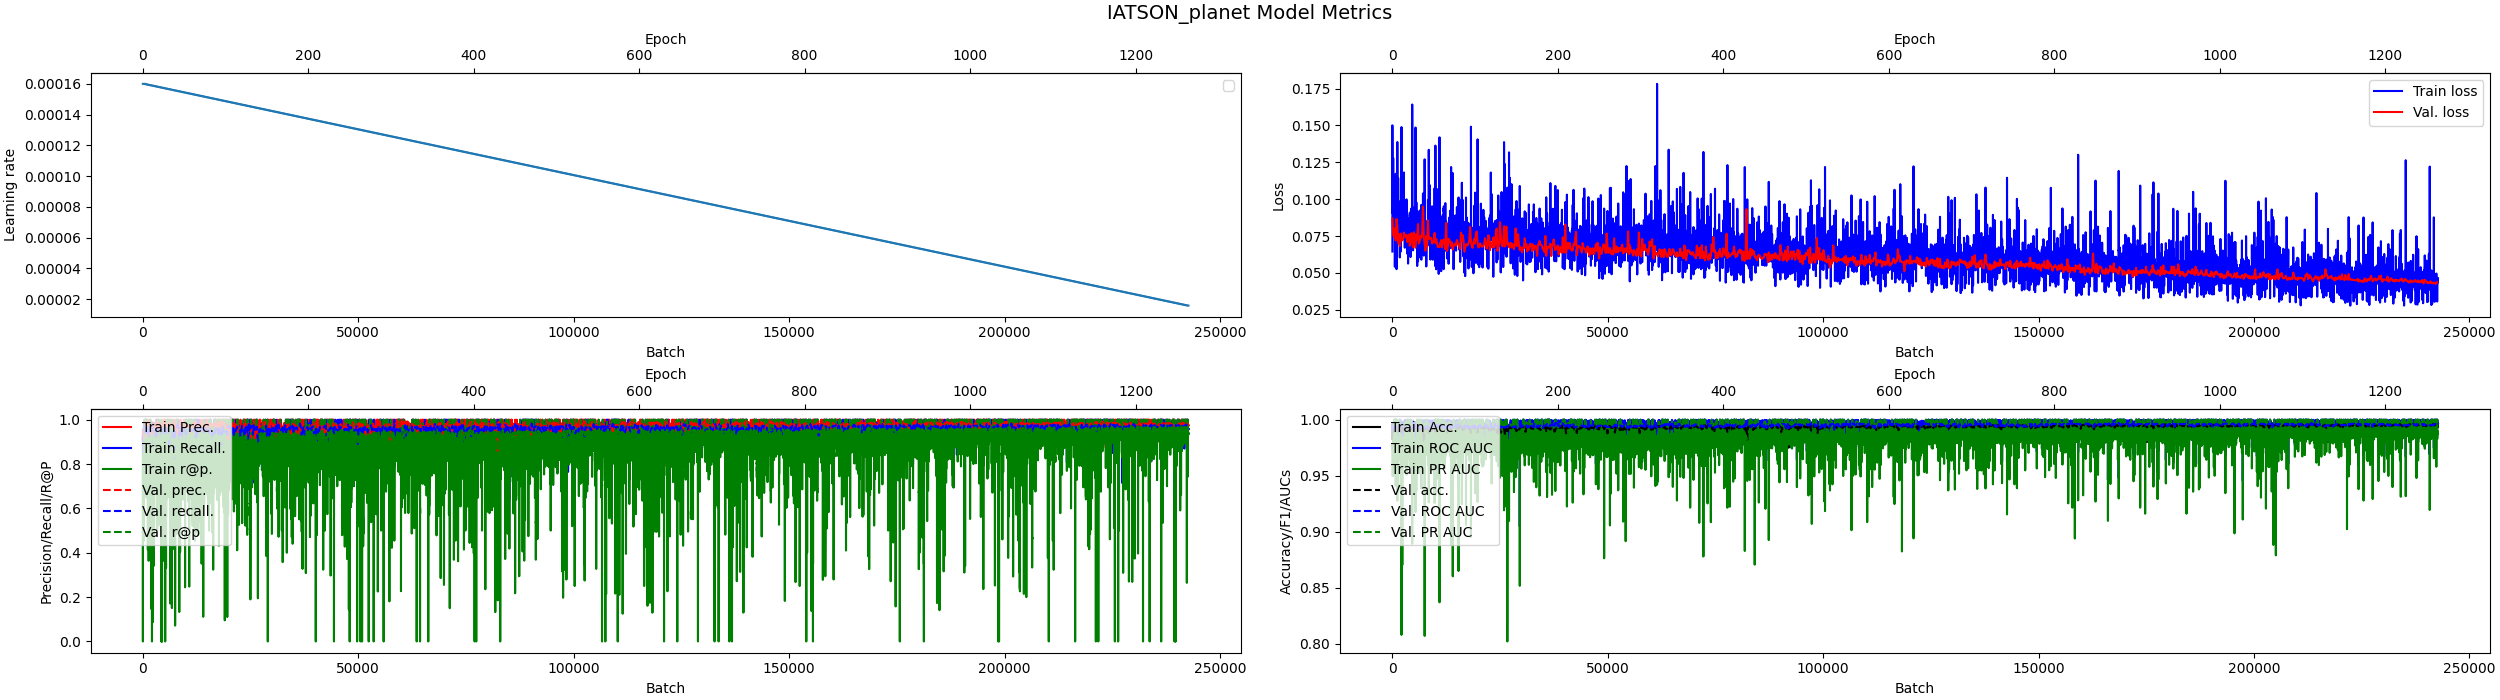 IATSON_planet Model Metrics
Epoch
0 200 400 600 800 1000 1200
0.00016
0.00014
0.00012
0.00010
0.00008
0.00006
0.00004
0.00002
Learning rate
0 50000 100000 150000 200000 250000
Batch
Epoch
0 200 400 600 800 1000 1200
0.175
0.150
0.125
0.100
0.075
0.050
0.025
Loss
Train loss
Val. loss
0 50000 100000 150000 200000 250000
Batch
Epoch
0 200 400 600 800 1000 1200
1.0
0.8
0.6
0.4
0.2
0.0
Precision/Recall/R@P
Train Prec.
Train Recall.
Train r@p.
Val. prec.
Val. recall.
Val. r@p
0 50000 100000 150000 200000 250000
Batch
Epoch
0 200 400 600 800 1000 1200
1.00
0.95
0.90
0.85
0.80
Accuracy/F1/AUCs
Train Acc.
Train ROC AUC
Train PR AUC
Val. acc.
Val. ROC AUC
Val. PR AUC
0 50000 100000 150000 200000 250000
Batch